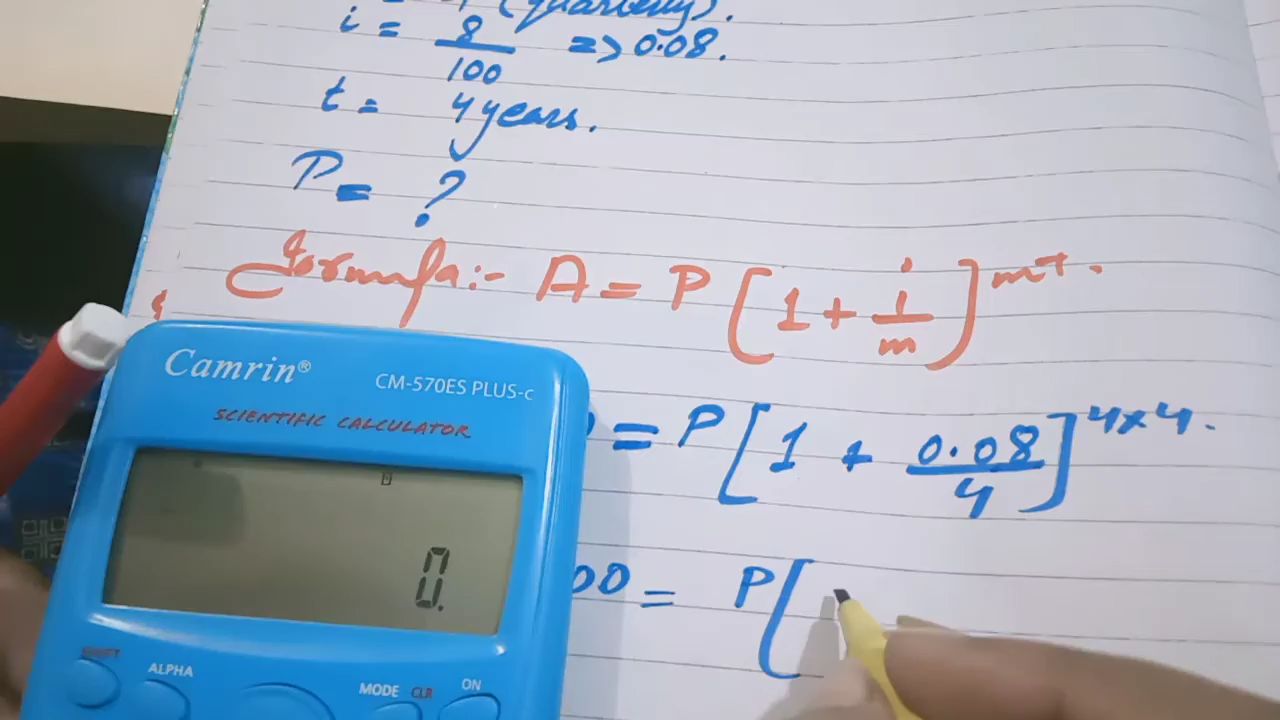 (quarterly).
i = 8/100 => 0.08.
t = 4 years.
P = ?
Formula:- A = P [1 + i/m]^mt.
= P [1 + 0.08/4]^4×4.
00 = P [
Camrin®
CM-570ES PLUS-C
SCIENTIFIC CALCULATOR
0.
SHIFT ALPHA MODE CLR ON